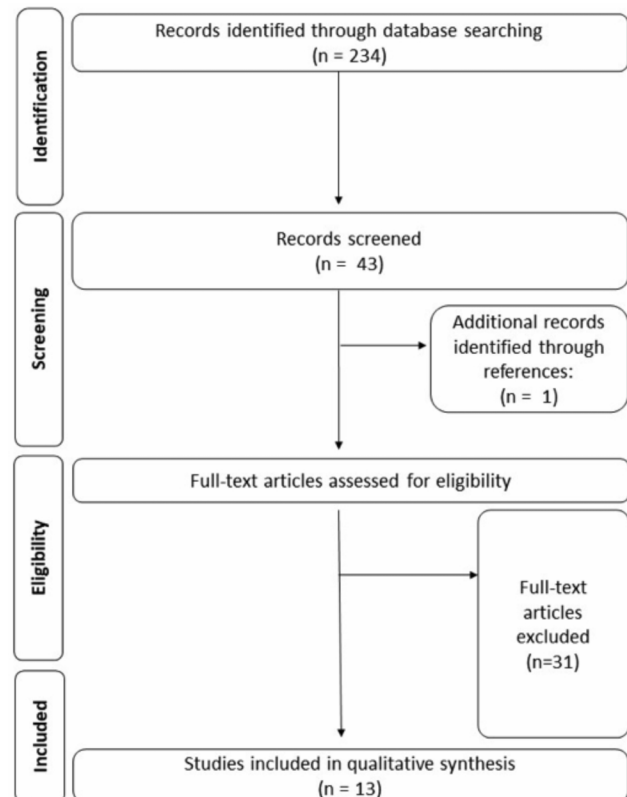 Identification
Records identified through database searching
(n = 234)
Screening
Records screened
(n = 43)
Additional records
identified through
references:
(n = 1)
Eligibility
Full-text articles assessed for eligibility
Full-text
articles
excluded
(n=31)
Included
Studies included in qualitative synthesis
(n = 13)